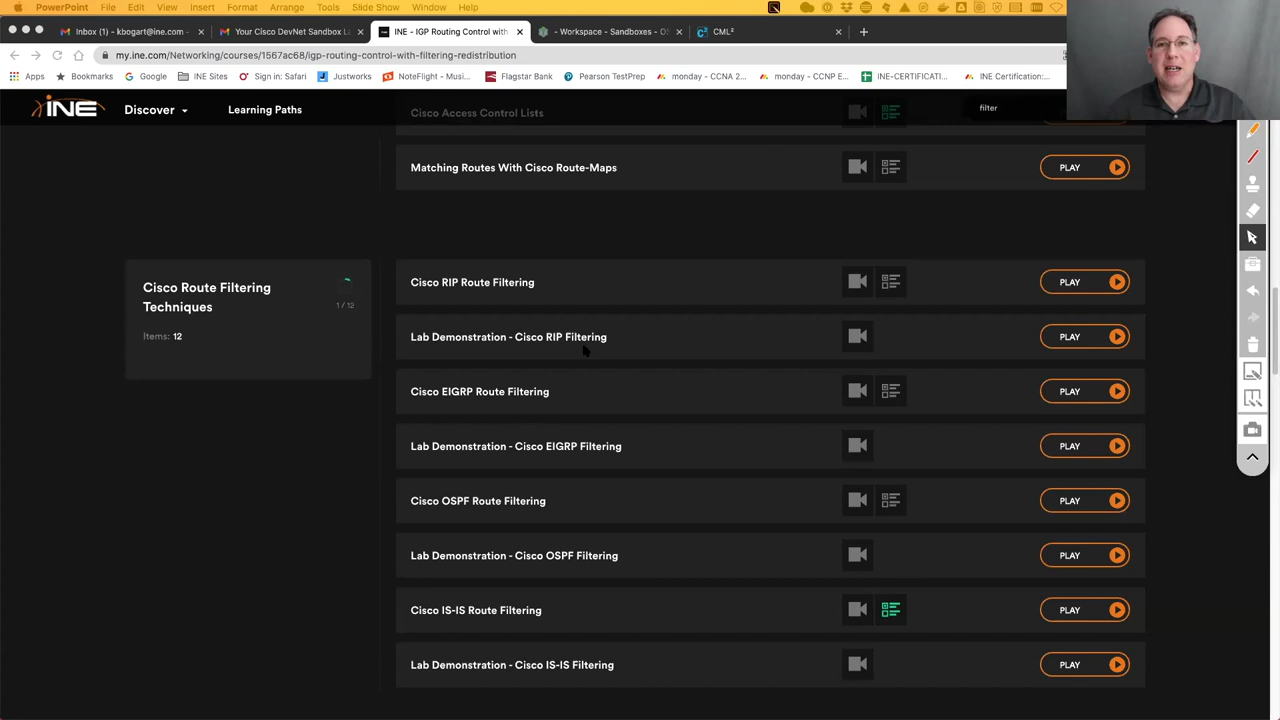 PowerPoint File Edit View Insert Format Arrange Tools Slide Show Window Help
Inbox (1) - kbogart@ine.com - Your Cisco DevNet Sandbox La INE - IGP Routing Control with - Workspace - Sandboxes - OS CML²
my.ine.com/Networking/courses/1567ac68/igp-routing-control-with-filtering-redistribution
Apps Bookmarks Google INE Sites Sign in: Safari Justworks NoteFlight - Musi... Flagstar Bank Pearson TestPrep monday - CCNA 2... monday - CCNP E... INE-CERTIFICATI... INE Certification:...
INE Discover Learning Paths filter
Cisco Access Control Lists
Matching Routes With Cisco Route-Maps PLAY
Cisco Route Filtering
Techniques
1 / 12
Items: 12
Cisco RIP Route Filtering PLAY
Lab Demonstration - Cisco RIP Filtering PLAY
Cisco EIGRP Route Filtering PLAY
Lab Demonstration - Cisco EIGRP Filtering PLAY
Cisco OSPF Route Filtering PLAY
Lab Demonstration - Cisco OSPF Filtering PLAY
Cisco IS-IS Route Filtering PLAY
Lab Demonstration - Cisco IS-IS Filtering PLAY